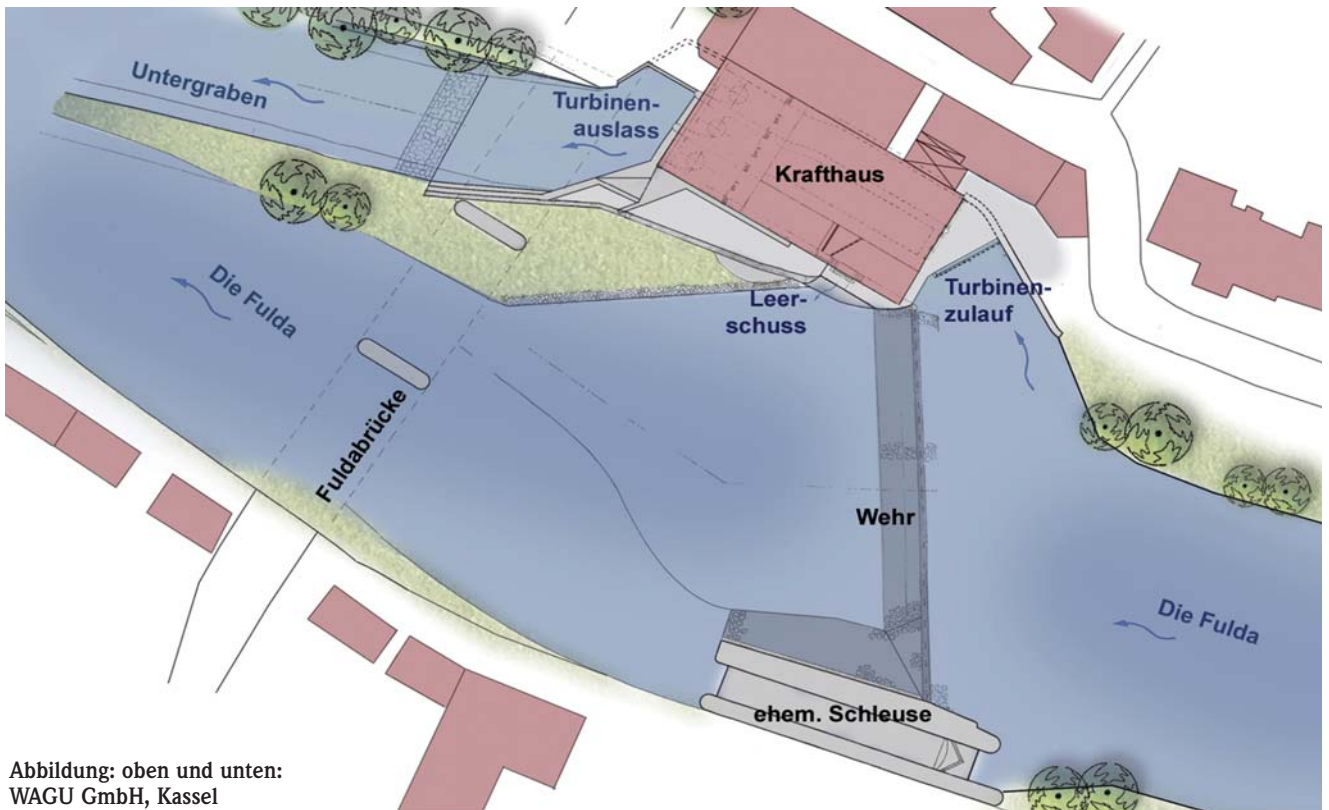 Untergraben
Turbinen-
auslass
Krafthaus
Die Fulda
Leer-
schuss
Turbinen-
zulauf
Fuldabrücke
Wehr
Die Fulda
ehem. Schleuse
Abbildung: oben und unten:
WAGU GmbH, Kassel